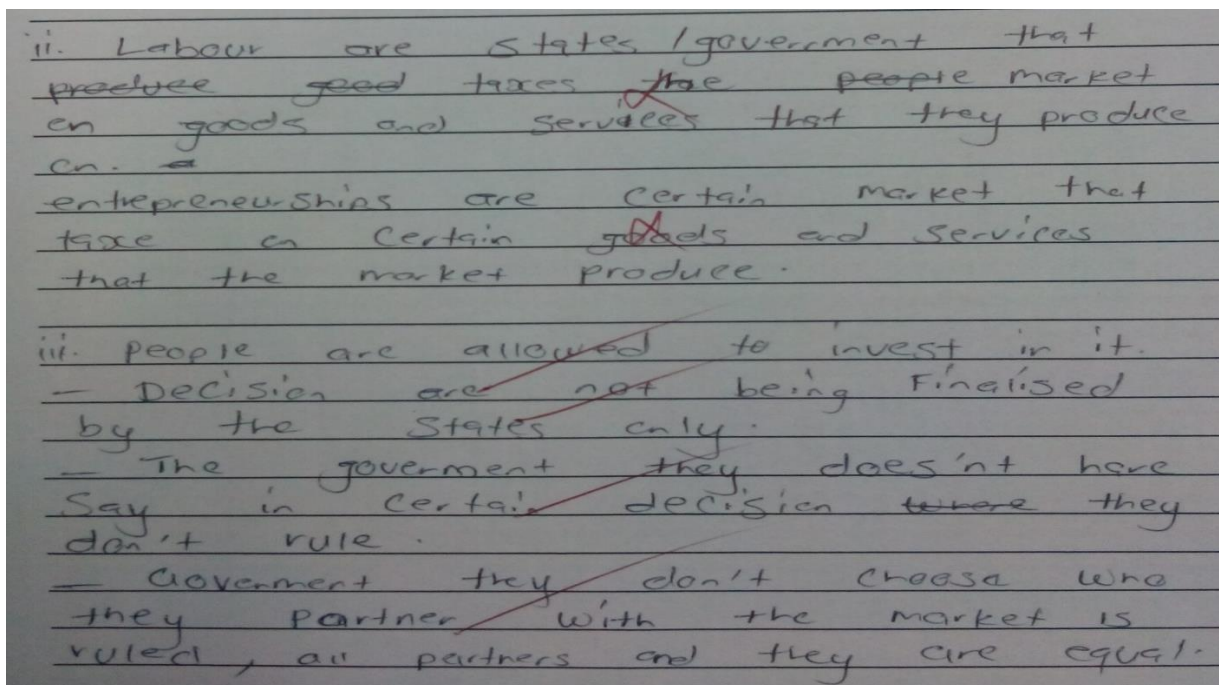 ii. Labour are states / government that
produce good taxes the people market
on goods and services that they produce
on.
entrepreneurships are certain market that
taxe on certain goods and services
that the market produce.
iii. people are allowed to invest in it.
- Decision are not being Finalised
by the states only.
- The goverment they does'nt have
Say in certain decision where they
don't rule.
- Govenment they don't choose who
they partner with the market is
ruled, all partners and they are equal.